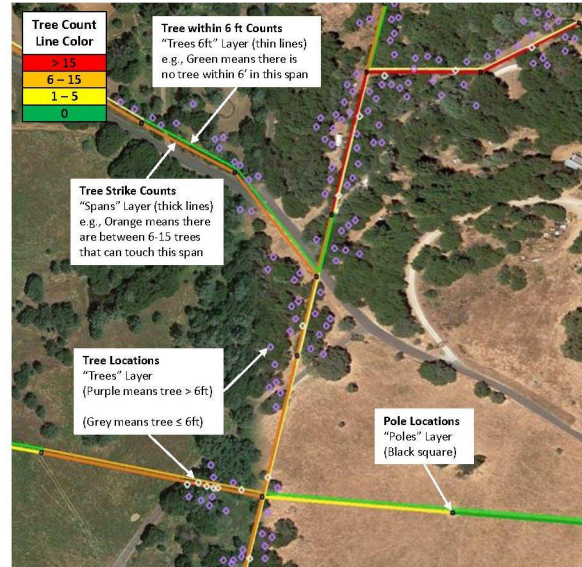 Tree Count
Line Color
> 15
6 – 15
1 – 5
0
Tree within 6 ft Counts
“Trees 6ft” Layer (thin lines)
e.g., Green means there is
no tree within 6’ in this span
Tree Strike Counts
“Spans” Layer (thick lines)
e.g., Orange means there
are between 6-15 trees
that can touch this span
Tree Locations
“Trees” Layer
(Purple means tree > 6ft)
(Grey means tree ≤ 6ft)
Pole Locations
“Poles” Layer
(Black square)